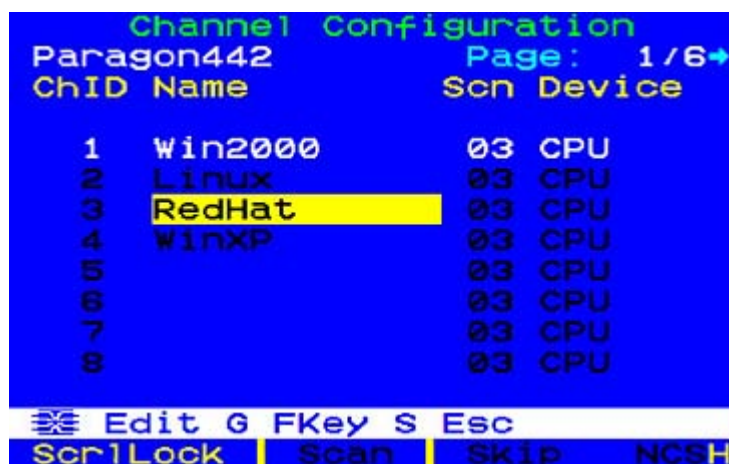 Channel Configuration
Paragon442 Page: 1/6→
ChID Name Scn Device
1 Win2000 03 CPU
2 Linux 03 CPU
3 RedHat 03 CPU
4 WinXP 03 CPU
5 03 CPU
6 03 CPU
7 03 CPU
8 03 CPU
Edit G FKey S Esc
ScrlLock Scan Skip NCSH